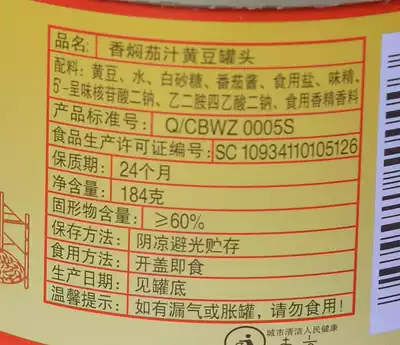 品名: 香焖茄汁黄豆罐头
配料: 黄豆、水、白砂糖、番茄酱、食用盐、味精、
5'-呈味核苷酸二钠、乙二胺四乙酸二钠、食用香精香料
产品标准号: Q/CBWZ 0005S
食品生产许可证编号: SC 10934110105126
保质期: 24个月
净含量: 184克
固形物含量: ≥60%
保存方法: 阴凉避光贮存
食用方法: 开盖即食
生产日期: 见罐底
温馨提示: 如有漏气或胀罐，请勿食用!
城市清洁人民健康